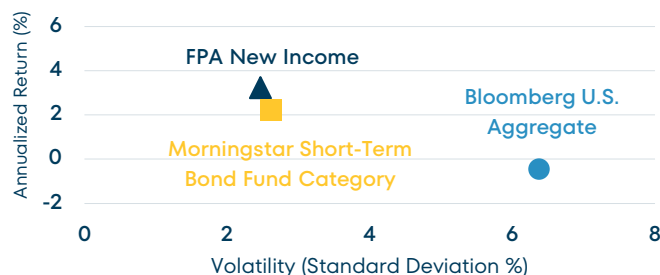 Annualized Return (%)
6
4
2
0
-2
FPA New Income
Bloomberg U.S.
Aggregate
Morningstar Short-Term
Bond Fund Category
0
2
4
6
8
Volatility (Standard Deviation %)